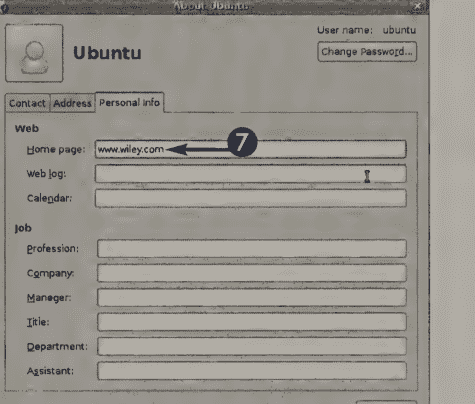 About Ubuntu
User name: ubuntu
Ubuntu
Change Password...
Contact Address Personal Info
Web
Home page: www.wiley.com 7
Web log:
Calendar:
Job
Profession:
Company:
Manager:
Title:
Department:
Assistant: